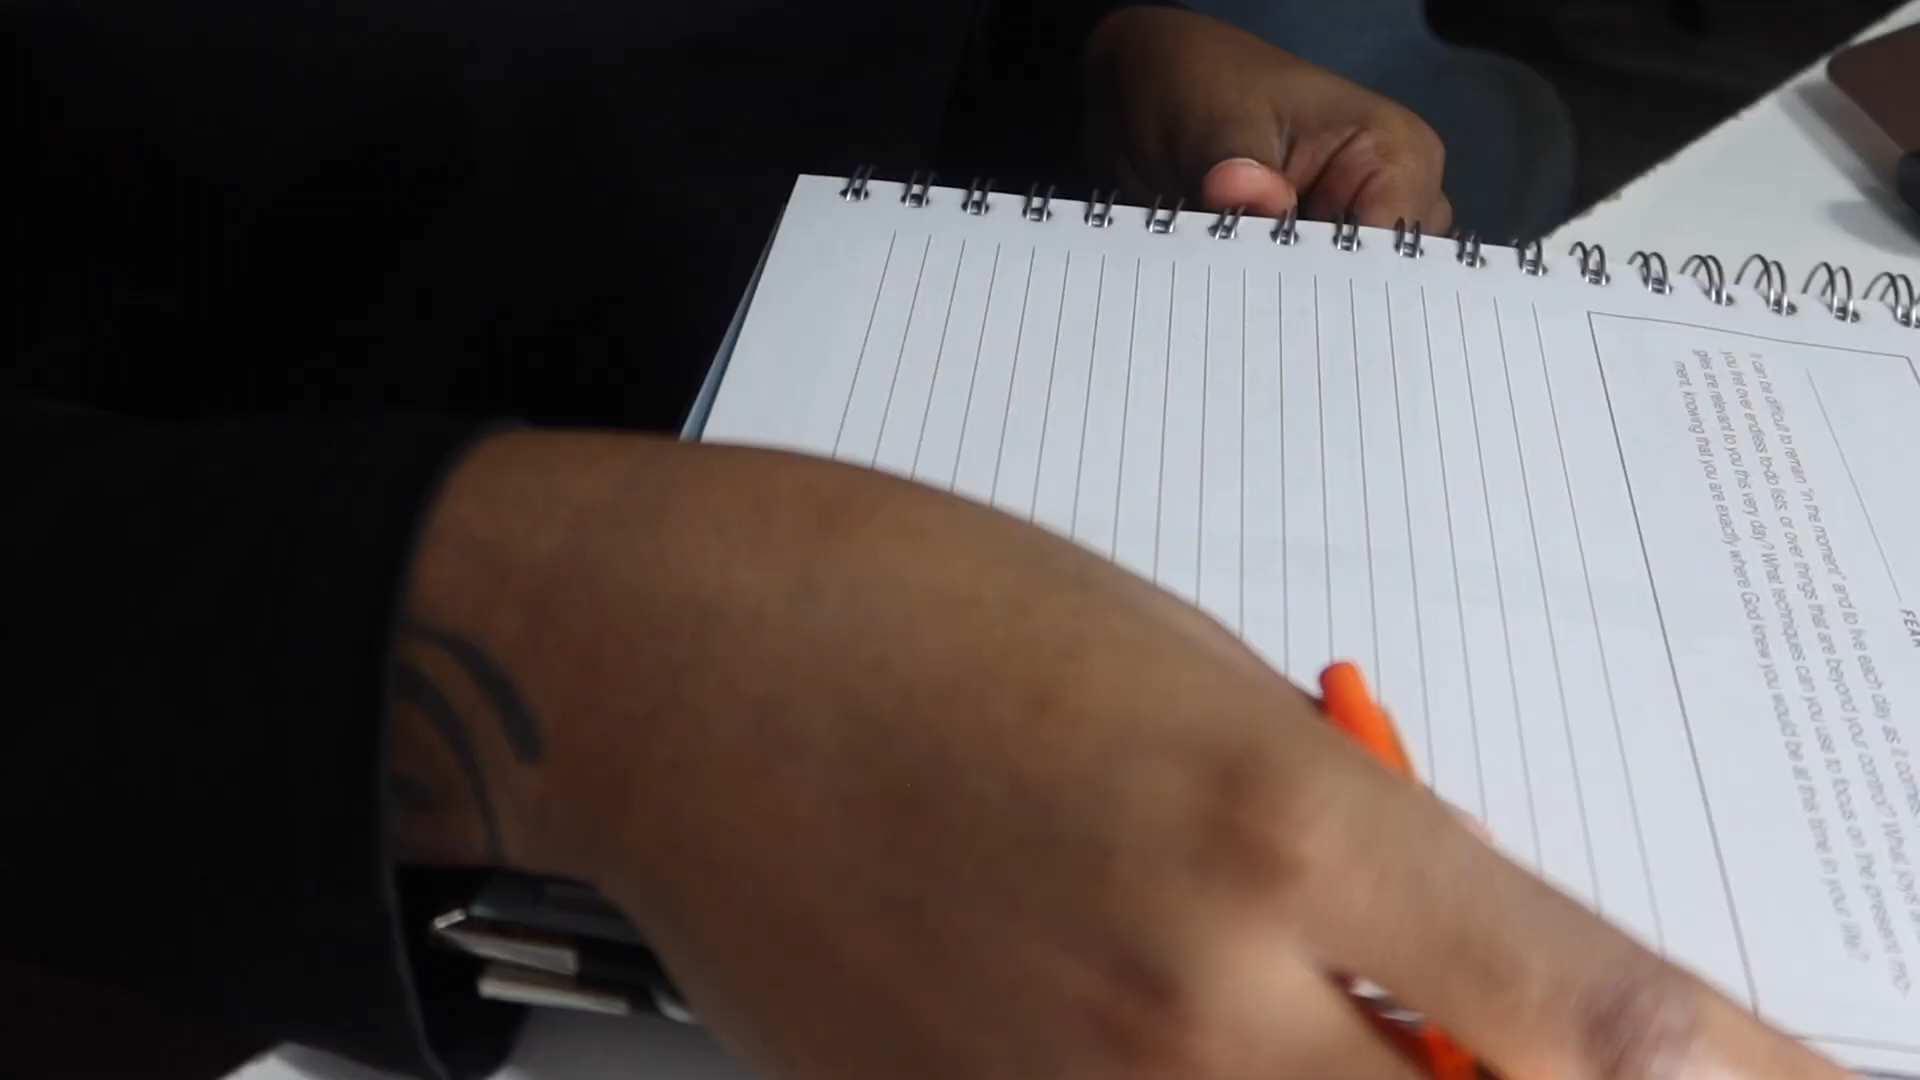 FEAR
It can be difficult to remain "in the moment" and to live each day as it comes
you fret over endless to-do lists, or over things that are beyond your control? What joys a
gles are relevant to you this very day? What techniques can you use to focus on the present mo-
ment, knowing that you are exactly where God knew you would be at this time in your life?